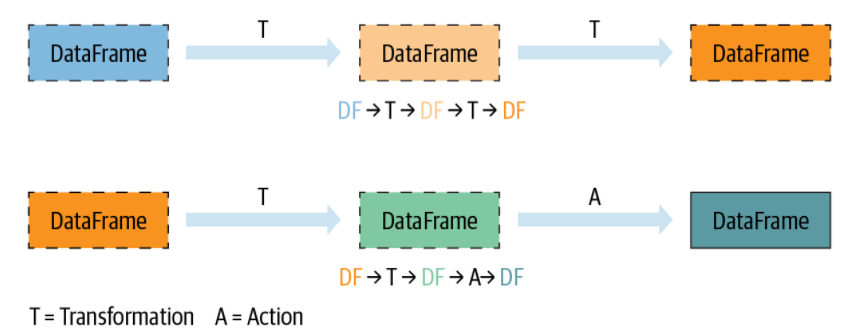 DataFrame T DataFrame T DataFrame
DF → T → DF → T → DF
DataFrame T DataFrame A DataFrame
DF → T → DF → A → DF
T = Transformation A = Action